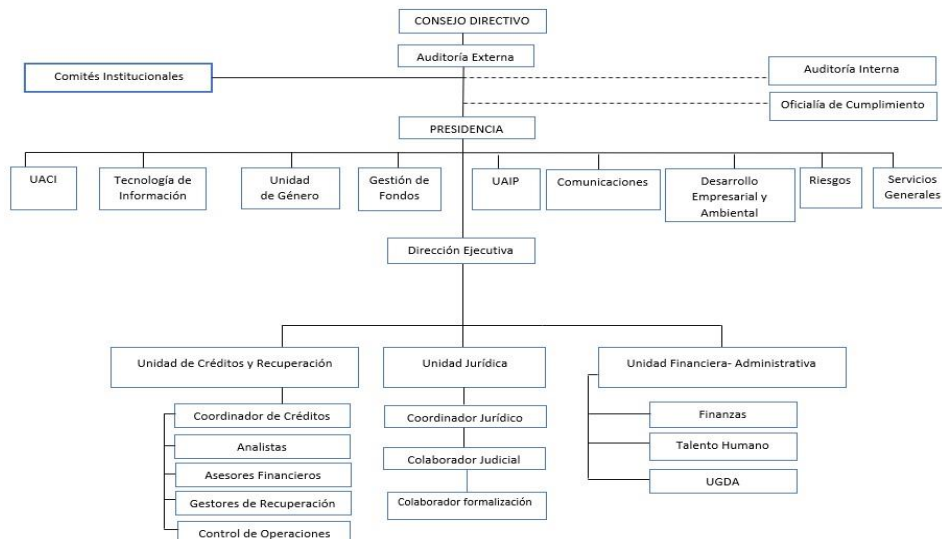 CONSEJO DIRECTIVO
Auditoría Externa
Comités Institucionales
Auditoría Interna
Oficialía de Cumplimiento
PRESIDENCIA
UACI
Tecnología de
Información
Unidad
de Género
Gestión de
Fondos
UAIP
Comunicaciones
Desarrollo
Empresarial y
Ambiental
Riesgos
Servicios
Generales
Dirección Ejecutiva
Unidad de Créditos y Recuperación
Coordinador de Créditos
Analistas
Asesores Financieros
Gestores de Recuperación
Control de Operaciones
Unidad Jurídica
Coordinador Jurídico
Colaborador Judicial
Colaborador formalización
Unidad Financiera- Administrativa
Finanzas
Talento Humano
UGDA